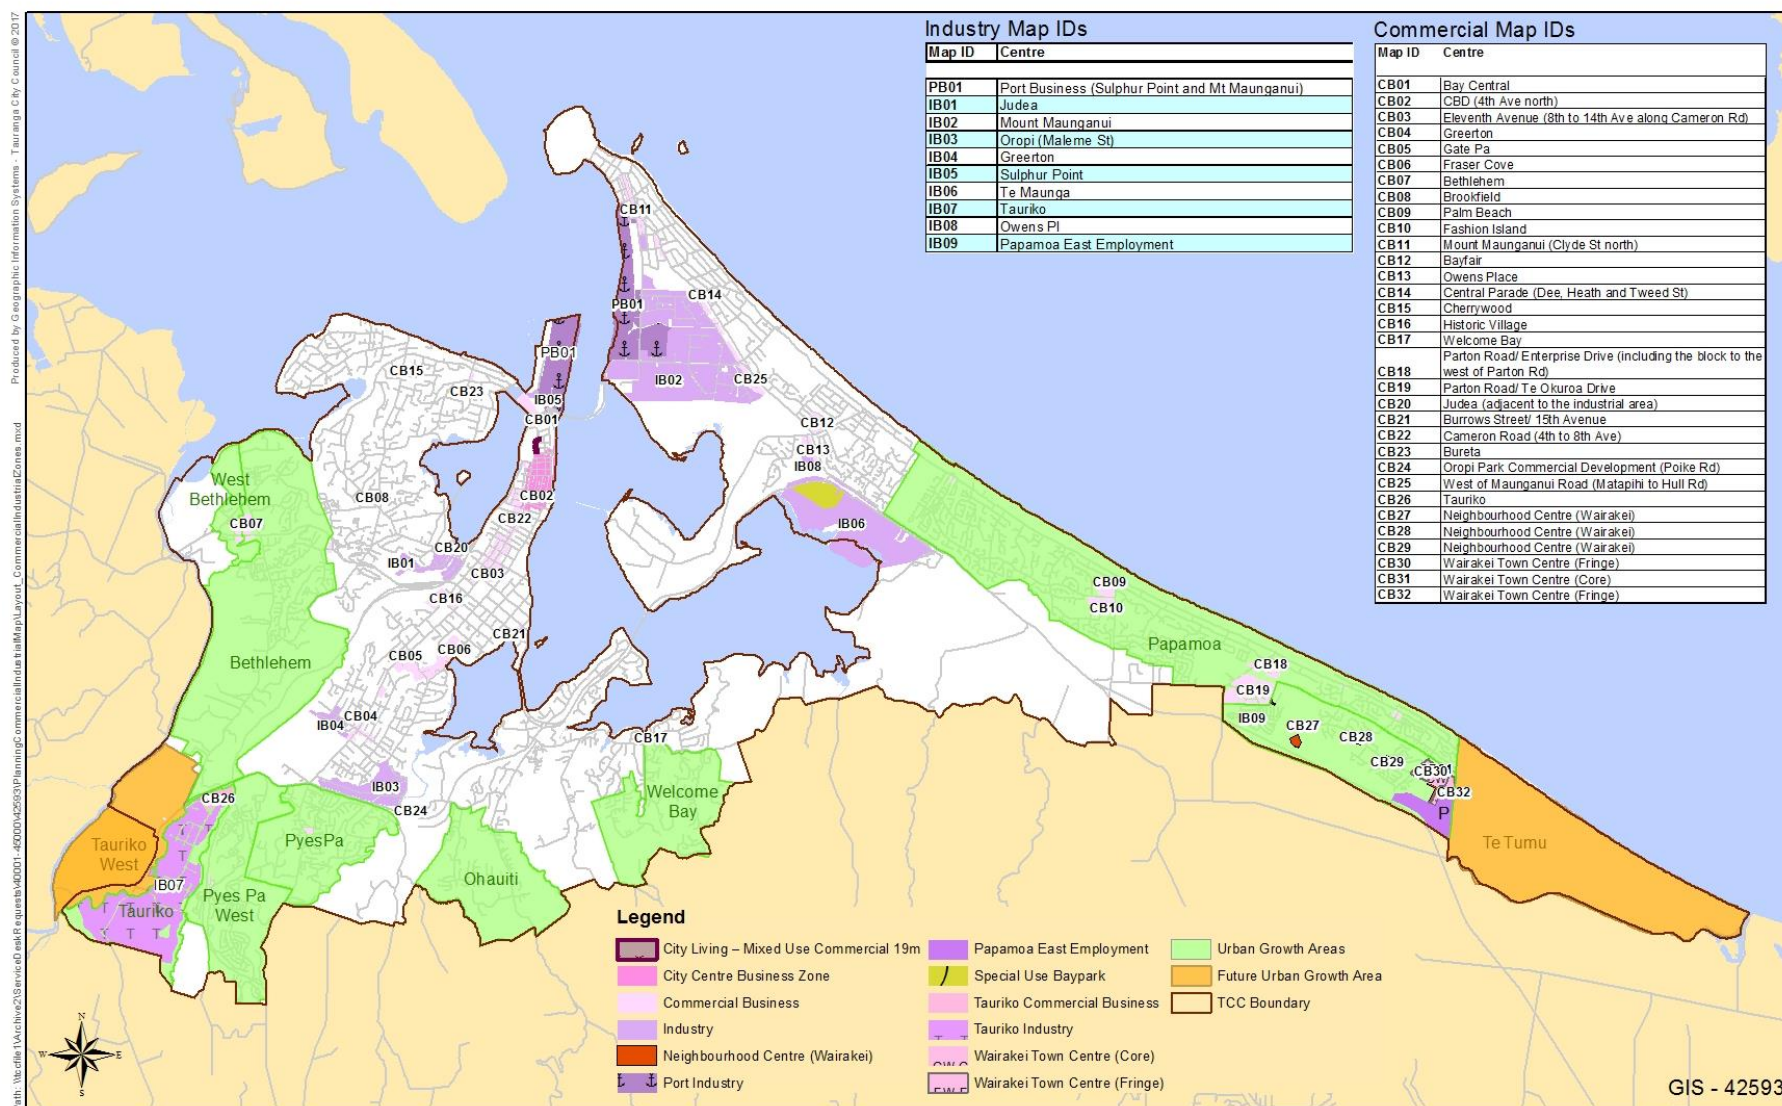 Industry Map IDs
Map ID Centre
PB01 Port Business (Sulphur Point and Mt Maunganui)
IB01 Judea
IB02 Mount Maunganui
IB03 Oropi (Maleme St)
IB04 Greerton
IB05 Sulphur Point
IB06 Te Maunga
IB07 Tauriko
IB08 Owens Pl
IB09 Papamoa East Employment
Commercial Map IDs
Map ID Centre
CB01 Bay Central
CB02 CBD (4th Ave north)
CB03 Eleventh Avenue (8th to 14th Ave along Cameron Rd)
CB04 Greerton
CB05 Gate Pa
CB06 Fraser Cove
CB07 Bethlehem
CB08 Brookfield
CB09 Palm Beach
CB10 Fashion Island
CB11 Mount Maunganui (Clyde St north)
CB12 Bayfair
CB13 Owens Place
CB14 Central Parade (Dee, Heath and Tweed St)
CB15 Cherrywood
CB16 Historic Village
CB17 Welcome Bay
Parton Road/ Enterprise Drive (including the block to the
CB18 west of Parton Rd)
CB19 Parton Road/ Te Okuroa Drive
CB20 Judea (adjacent to the industrial area)
CB21 Burrows Street/ 15th Avenue
CB22 Cameron Road (4th to 8th Ave)
CB23 Bureta
CB24 Oropi Park Commercial Development (Poike Rd)
CB25 West of Maunganui Road (Matapihi to Hull Rd)
CB26 Tauriko
CB27 Neighbourhood Centre (Wairakei)
CB28 Neighbourhood Centre (Wairakei)
CB29 Neighbourhood Centre (Wairakei)
CB30 Wairakei Town Centre (Fringe)
CB31 Wairakei Town Centre (Core)
CB32 Wairakei Town Centre (Fringe)
Produced by Geographic Information Systems - Tauranga City Council © 2017
CB11
CB14
PB01
PB01
CB15
CB23
IB05
CB01
IB02
CB25
CB12
CB13
IB08
West
Bethlehem
CB07
CB08
CB02
CB22
IB06
CB20
IB01
CB03
CB16
CB09
CB10
CB21
CB05
CB06
Papamoa
Bethlehem
CB18
CB19
IB09
CB27
CB28
CB29
CB32
IB04
CB04
CB17
IB03
CB24
CB26
Welcome
Bay
P
Te Tumu
Tauriko
West
PyesPa
IB07
Tauriko
Pyes Pa
West
Ohauiti
T T
T
T T T
Legend
City Living – Mixed Use Commercial 19m
City Centre Business Zone
Commercial Business
Industry
Neighbourhood Centre (Wairakei)
Port Industry
Papamoa East Employment
Special Use Baypark
Tauriko Commercial Business
Tauriko Industry
Wairakei Town Centre (Core)
Wairakei Town Centre (Fringe)
Urban Growth Areas
Future Urban Growth Area
TCC Boundary
N
W E
S
GIS - 42593